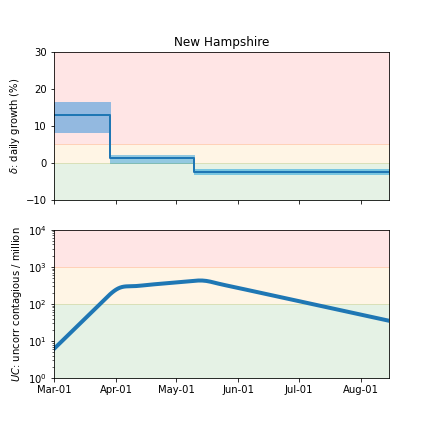 New Hampshire
30
20
10
0
−10
δ: daily growth (%)
10⁴
10³
10²
10¹
10⁰
UC: uncorr contagious / million
Mar-01 Apr-01 May-01 Jun-01 Jul-01 Aug-01